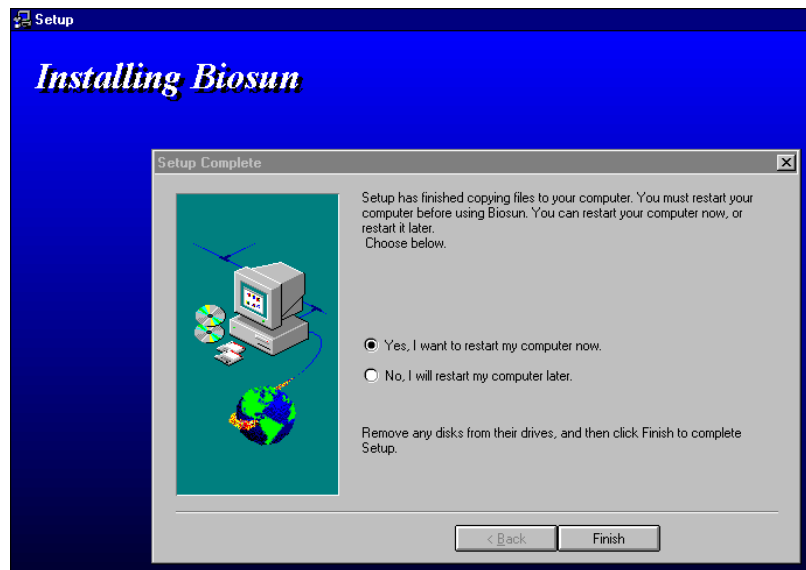 Setup
Installing Biosun
Setup Complete
Setup has finished copying files to your computer. You must restart your
computer before using Biosun. You can restart your computer now, or
restart it later.
Choose below.
Yes, I want to restart my computer now.
No, I will restart my computer later.
Remove any disks from their drives, and then click Finish to complete
Setup.
< Back
Finish